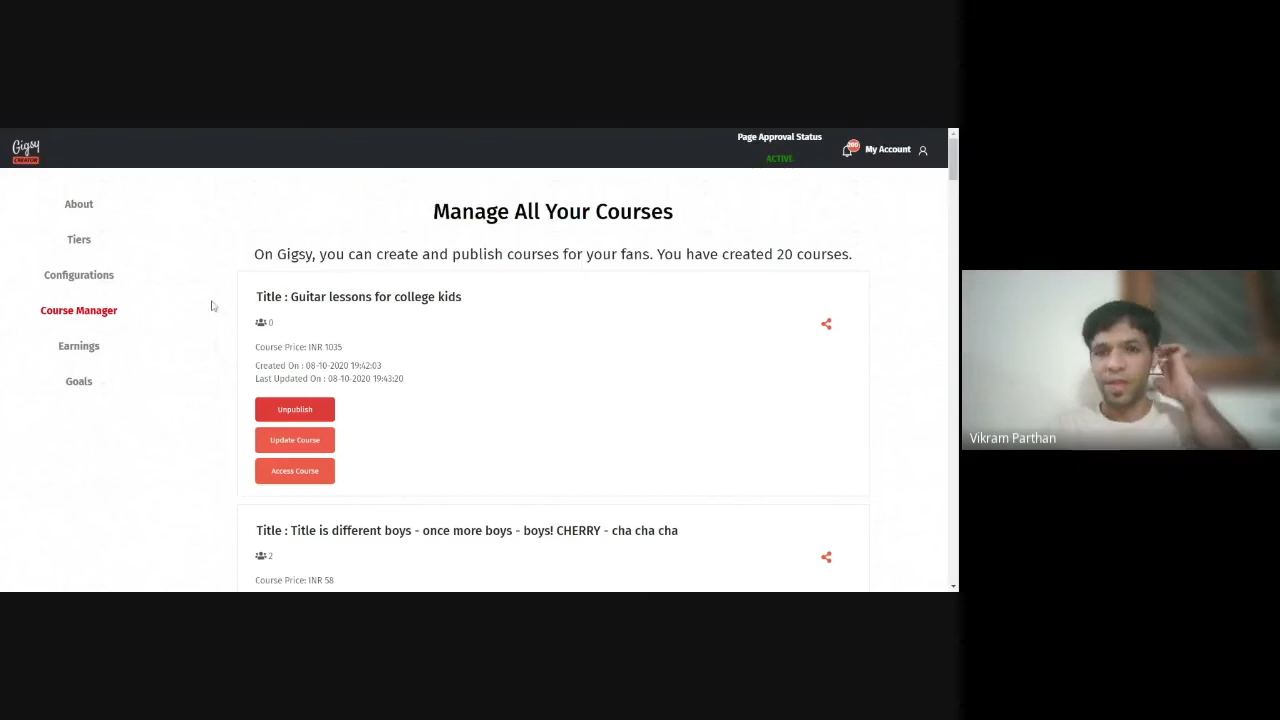 Gigsy
CREATOR
Page Approval Status
ACTIVE
200
My Account
About
Tiers
Configurations
Course Manager
Earnings
Goals
Manage All Your Courses
On Gigsy, you can create and publish courses for your fans. You have created 20 courses.
Title : Guitar lessons for college kids
0
Course Price: INR 1035
Created On : 08-10-2020 19:42:03
Last Updated On : 08-10-2020 19:43:20
Unpublish
Update Course
Access Course
Title : Title is different boys - once more boys - boys! CHERRY - cha cha cha
2
Course Price: INR 58
Vikram Parthan